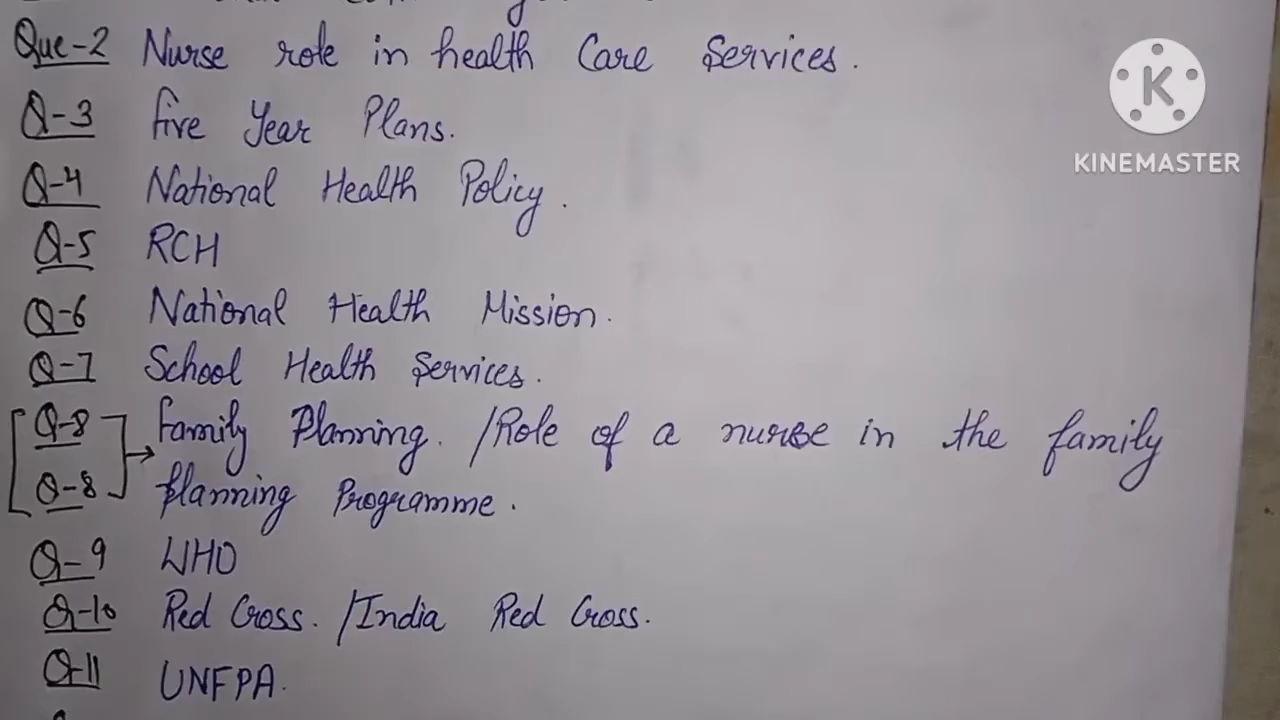 Que-2 Nurse role in health Care Services.
Q-3 five Year Plans.
Q-4 National Health Policy.
Q-5 RCH
Q-6 National Health Mission.
Q-7 School Health Services.
Q-8 Family Planning. /Role of a nurse in the family
Q-8 planning Programme.
Q-9 WHO
Q-10 Red Cross. /India Red Cross.
Q-11 UNFPA.
K
KINEMASTER